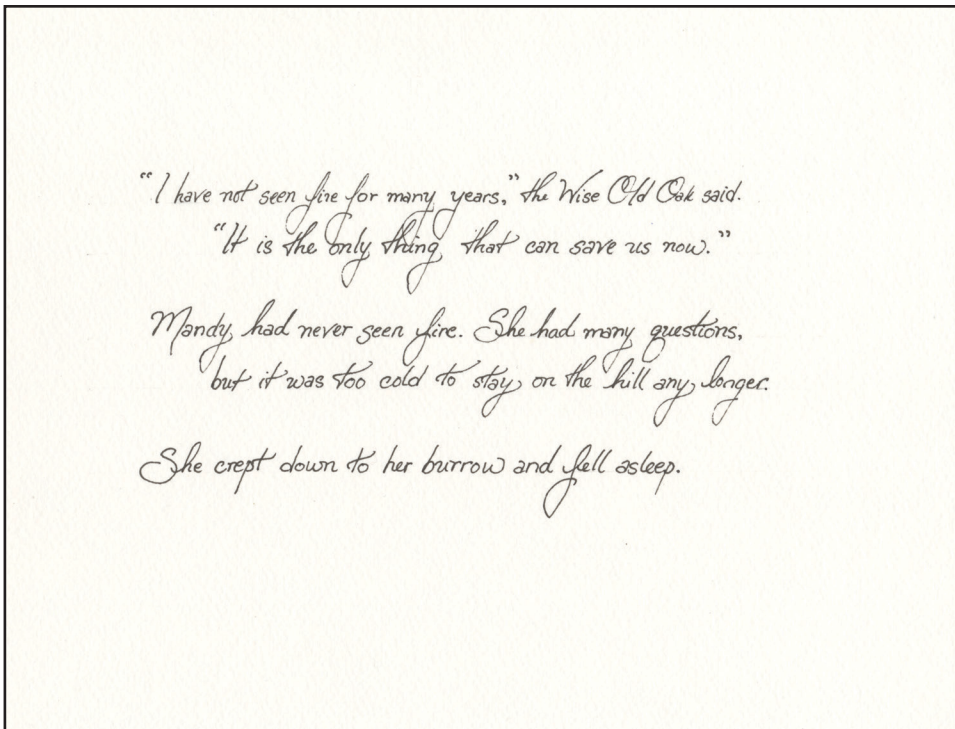 “I have not seen fire for many years,” the Wise Old Oak said.
“It is the only thing that can save us now.”
Mandy had never seen fire. She had many questions,
but it was too cold to stay on the hill any longer.
She crept down to her burrow and fell asleep.